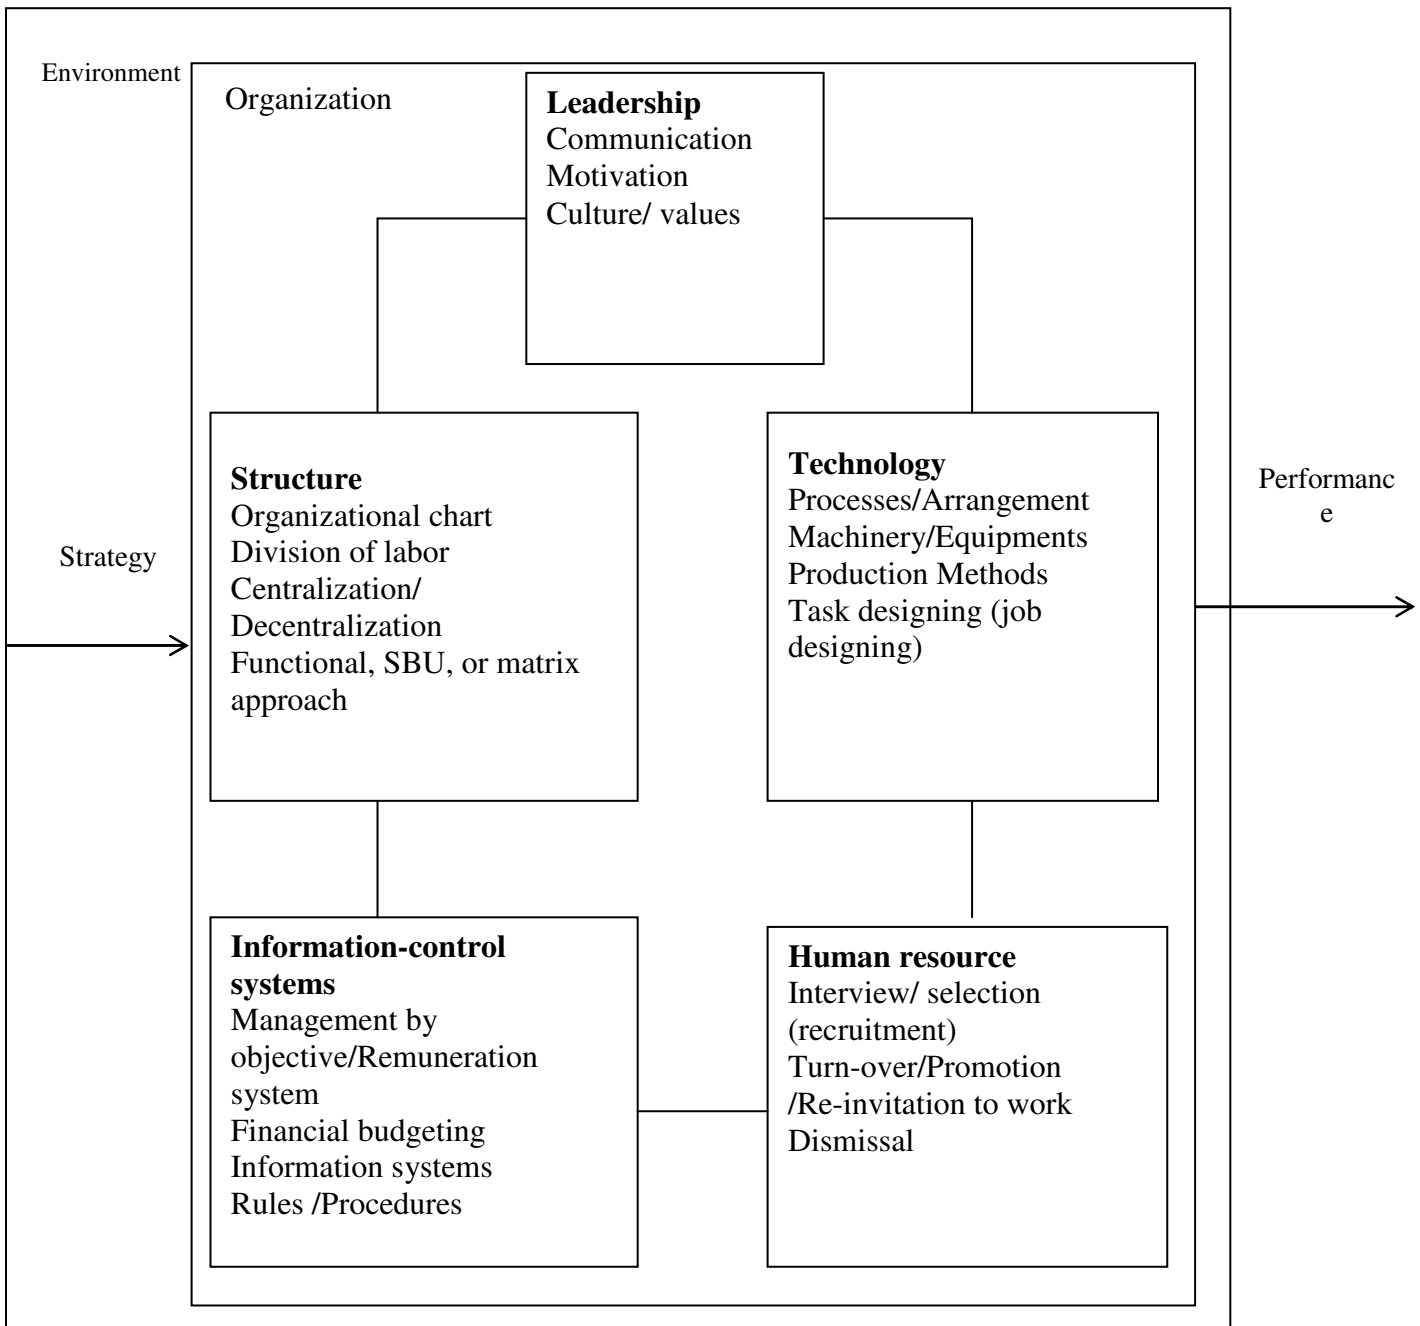 Environment
Organization
Leadership
Communication
Motivation
Culture/ values
Strategy
Structure
Organizational chart
Division of labor
Centralization/
Decentralization
Functional, SBU, or matrix
approach
Technology
Processes/Arrangement
Machinery/Equipments
Production Methods
Task designing (job
designing)
Performanc
e
Information-control
systems
Management by
objective/Remuneration
system
Financial budgeting
Information systems
Rules /Procedures
Human resource
Interview/ selection
(recruitment)
Turn-over/Promotion
/Re-invitation to work
Dismissal